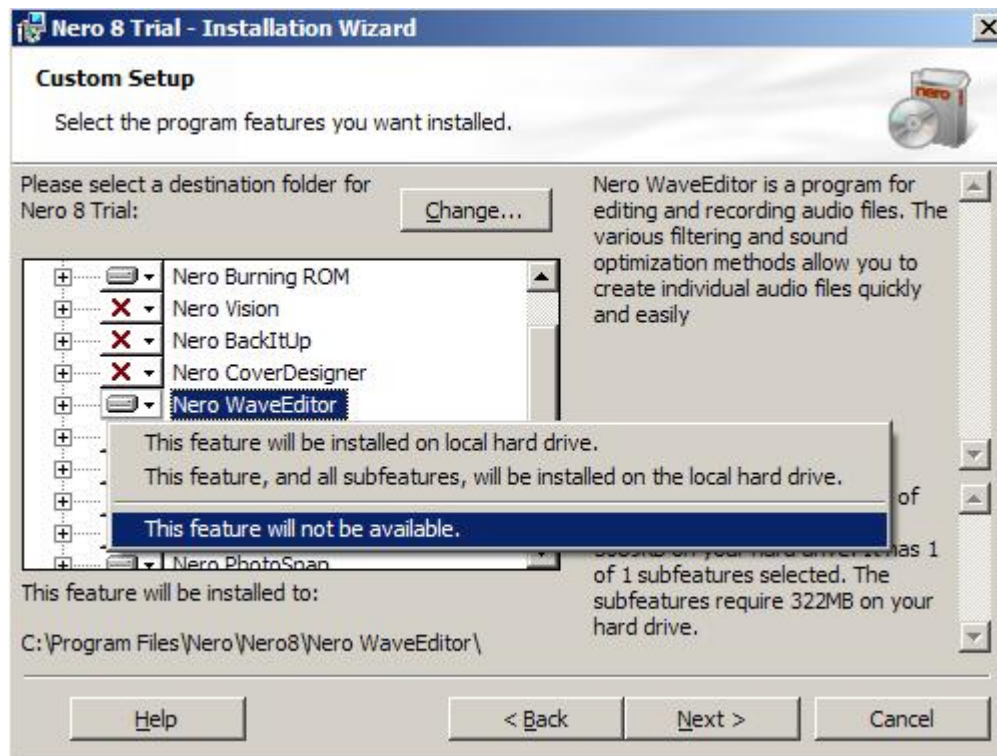 Nero 8 Trial - Installation Wizard
Custom Setup
Select the program features you want installed.
nero
Please select a destination folder for
Nero 8 Trial:
Change...
Nero Burning ROM
Nero Vision
Nero BackItUp
Nero CoverDesigner
Nero WaveEditor
This feature will be installed on local hard drive.
This feature, and all subfeatures, will be installed on the local hard drive.
This feature will not be available.
Nero PhotoSnap
This feature will be installed to:
C:\Program Files\Nero\Nero8\Nero WaveEditor\
Nero WaveEditor is a program for
editing and recording audio files. The
various filtering and sound
optimization methods allow you to
create individual audio files quickly
and easily
of
on your hard drive. It has 1
of 1 subfeatures selected. The
subfeatures require 322MB on your
hard drive.
Help
< Back
Next >
Cancel